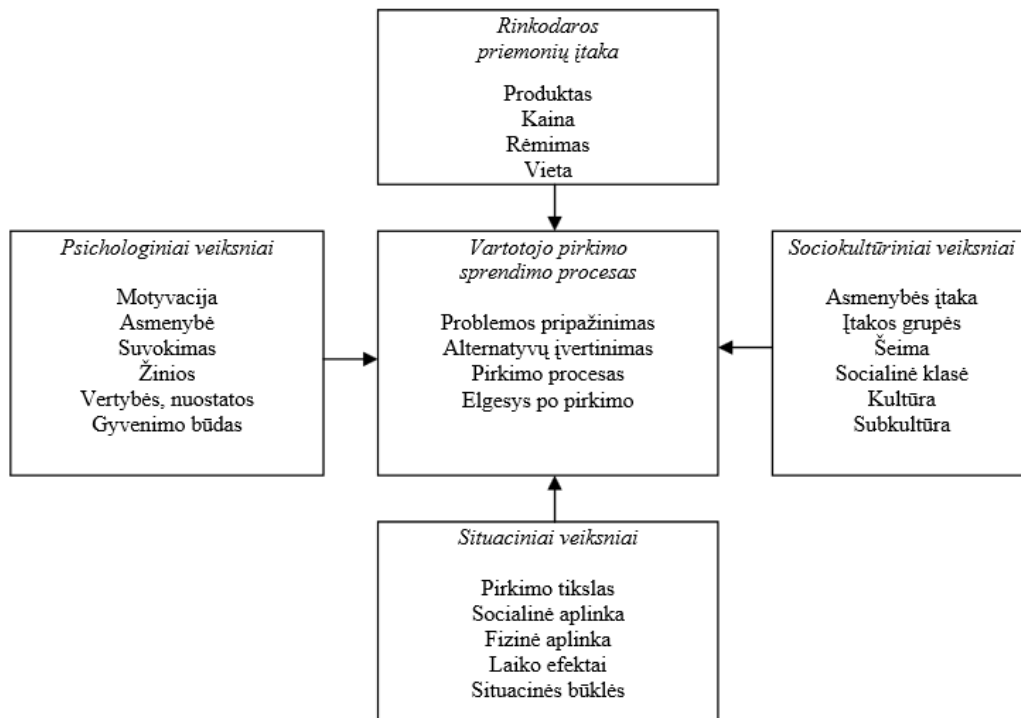 Rinkodaros
priemonių įtaka
Produktas
Kaina
Rėmimas
Vieta
Psichologiniai veiksniai
Motyvacija
Asmenybė
Suvokimas
Žinios
Vertybės, nuostatos
Gyvenimo būdas
Vartotojo pirkimo
sprendimo procesas
Problemos pripažinimas
Alternatyvų įvertinimas
Pirkimo procesas
Elgesys po pirkimo
Sociokultūriniai veiksniai
Asmenybės įtaka
Įtakos grupės
Šeima
Socialinė klasė
Kultūra
Subkultūra
Situaciniai veiksniai
Pirkimo tikslas
Socialinė aplinka
Fizinė aplinka
Laiko efektai
Situacinės būklės